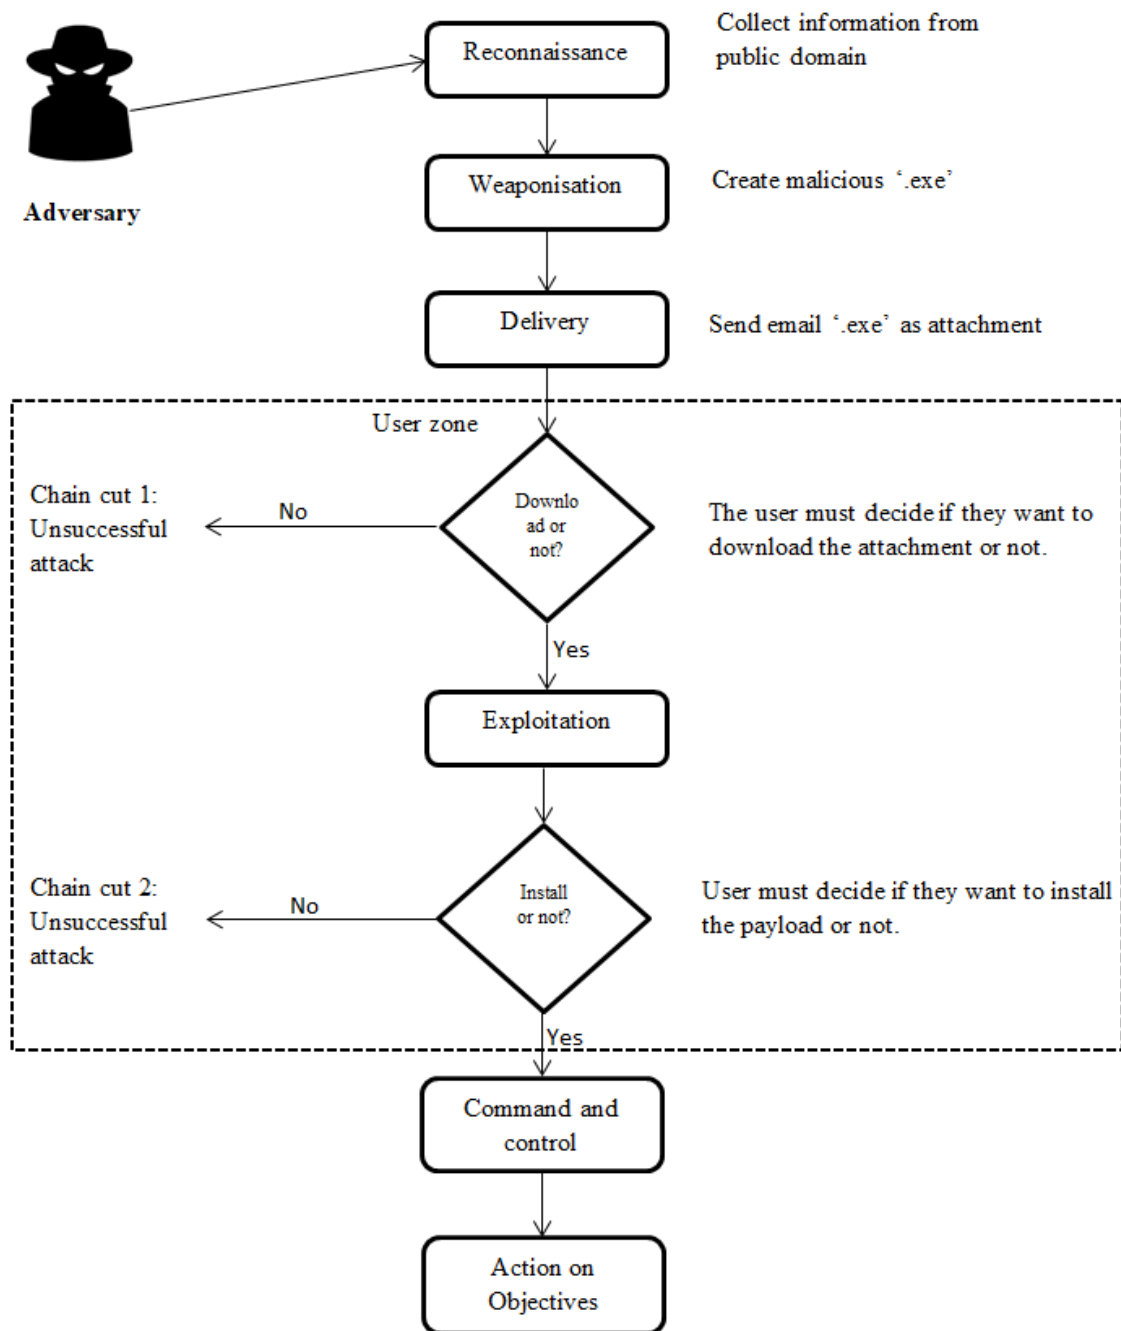 Reconnaissance
Collect information from
public domain
Adversary
Weaponisation
Create malicious ‘.exe’
Delivery
Send email ‘.exe’ as attachment
User zone
Chain cut 1:
Unsuccessful
attack
No
Downlo
ad or
not?
The user must decide if they want to
download the attachment or not.
Yes
Exploitation
Chain cut 2:
Unsuccessful
attack
No
Install
or not?
User must decide if they want to install
the payload or not.
Yes
Command and
control
Action on
Objectives